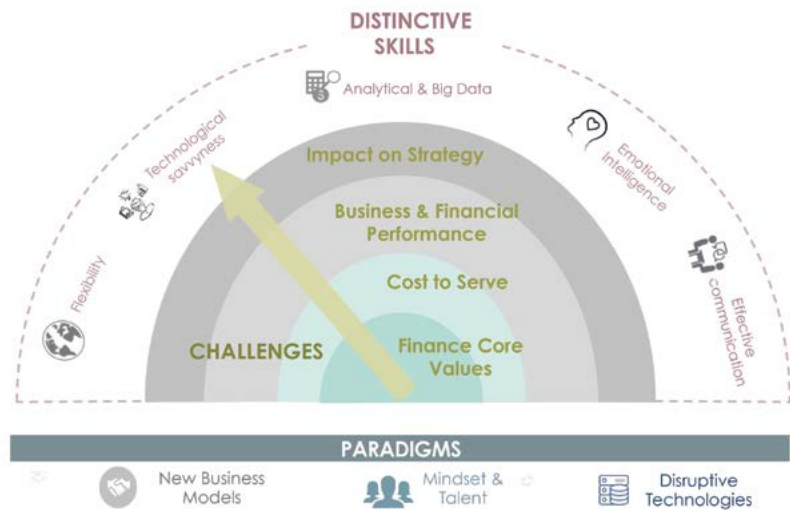 DISTINCTIVE
SKILLS
Analytical & Big Data
Technological
savvyness
Emotional
Intelligence
Flexibility
Effective
communication
Impact on Strategy
Business & Financial
Performance
Cost to Serve
CHALLENGES
Finance Core
Values
PARADIGMS
New Business
Models
Mindset &
Talent
Disruptive
Technologies